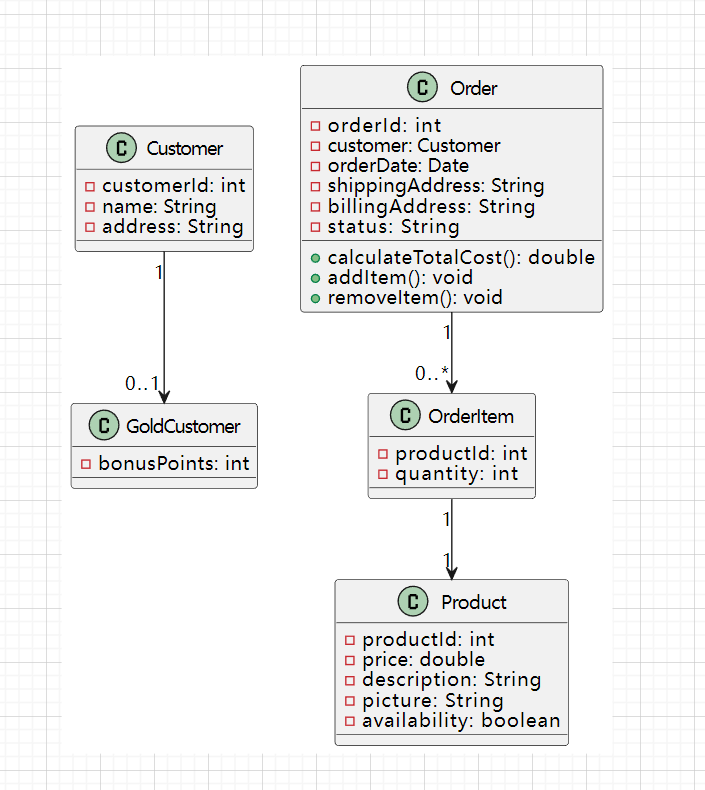 C Customer
customerId: int
name: String
address: String
1
0..1
C GoldCustomer
bonusPoints: int
C Order
orderId: int
customer: Customer
orderDate: Date
shippingAddress: String
billingAddress: String
status: String
calculateTotalCost(): double
addItem(): void
removeItem(): void
1
0..*
C OrderItem
productId: int
quantity: int
1
1
C Product
productId: int
price: double
description: String
picture: String
availability: boolean